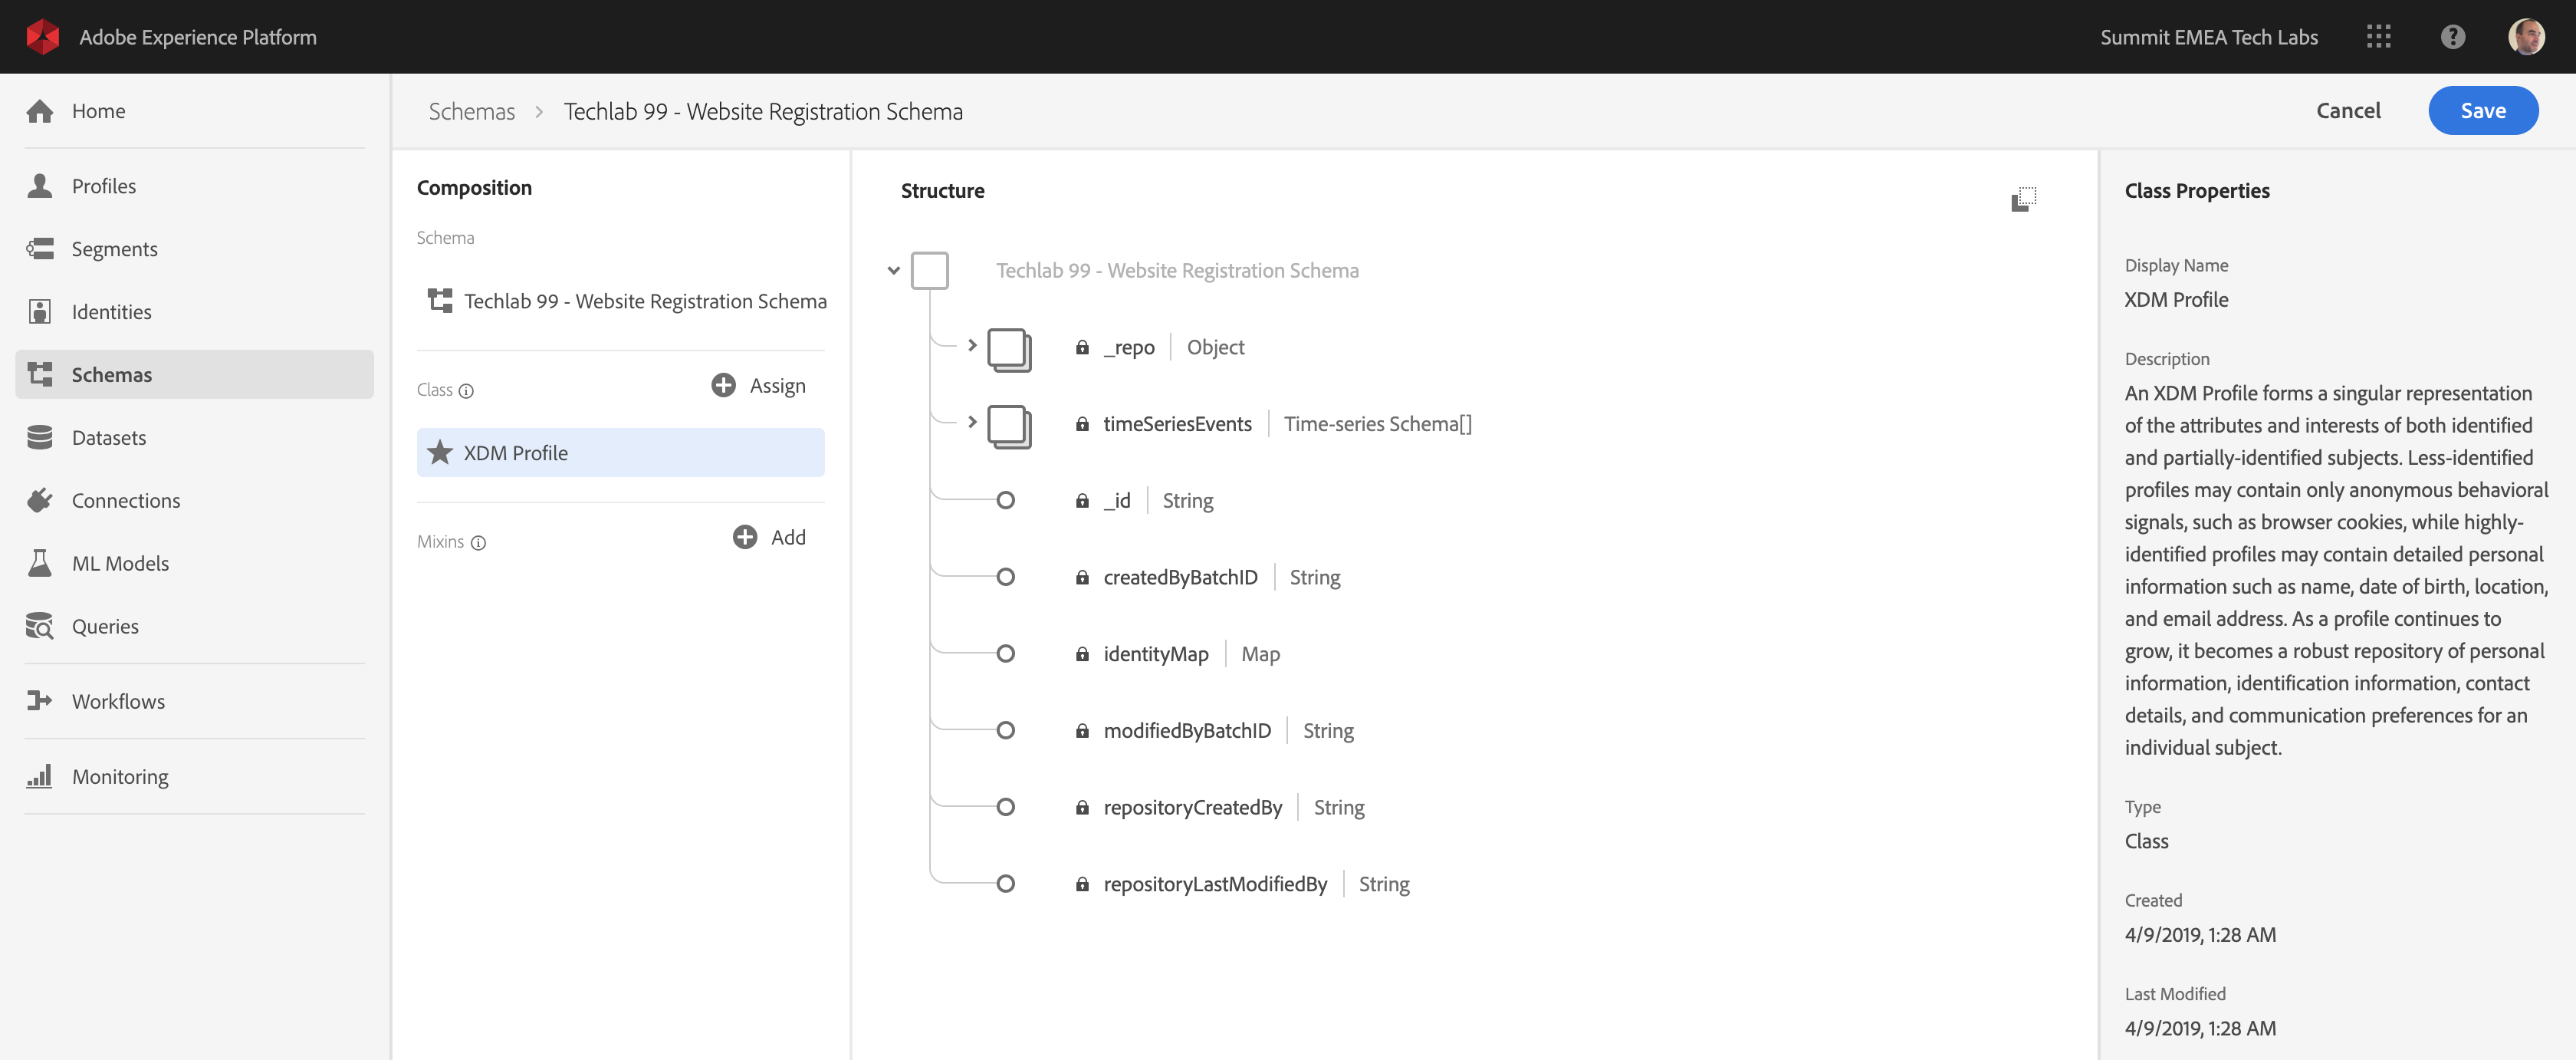 Adobe Experience Platform
Summit EMEA Tech Labs
Home
Profiles
Segments
Identities
Schemas
Datasets
Connections
ML Models
Queries
Workflows
Monitoring
Schemas > Techlab 99 - Website Registration Schema
Cancel
Save
Composition
Schema
Techlab 99 - Website Registration Schema
Class
Assign
XDM Profile
Mixins
Add
Structure
Techlab 99 - Website Registration Schema
_repo | Object
timeSeriesEvents | Time-series Schema[]
_id | String
createdByBatchID | String
identityMap | Map
modifiedByBatchID | String
repositoryCreatedBy | String
repositoryLastModifiedBy | String
Class Properties
Display Name
XDM Profile
Description
An XDM Profile forms a singular representation
of the attributes and interests of both identified
and partially-identified subjects. Less-identified
profiles may contain only anonymous behavioral
signals, such as browser cookies, while highly-
identified profiles may contain detailed personal
information such as name, date of birth, location,
and email address. As a profile continues to
grow, it becomes a robust repository of personal
information, identification information, contact
details, and communication preferences for an
individual subject.
Type
Class
Created
4/9/2019, 1:28 AM
Last Modified
4/9/2019, 1:28 AM